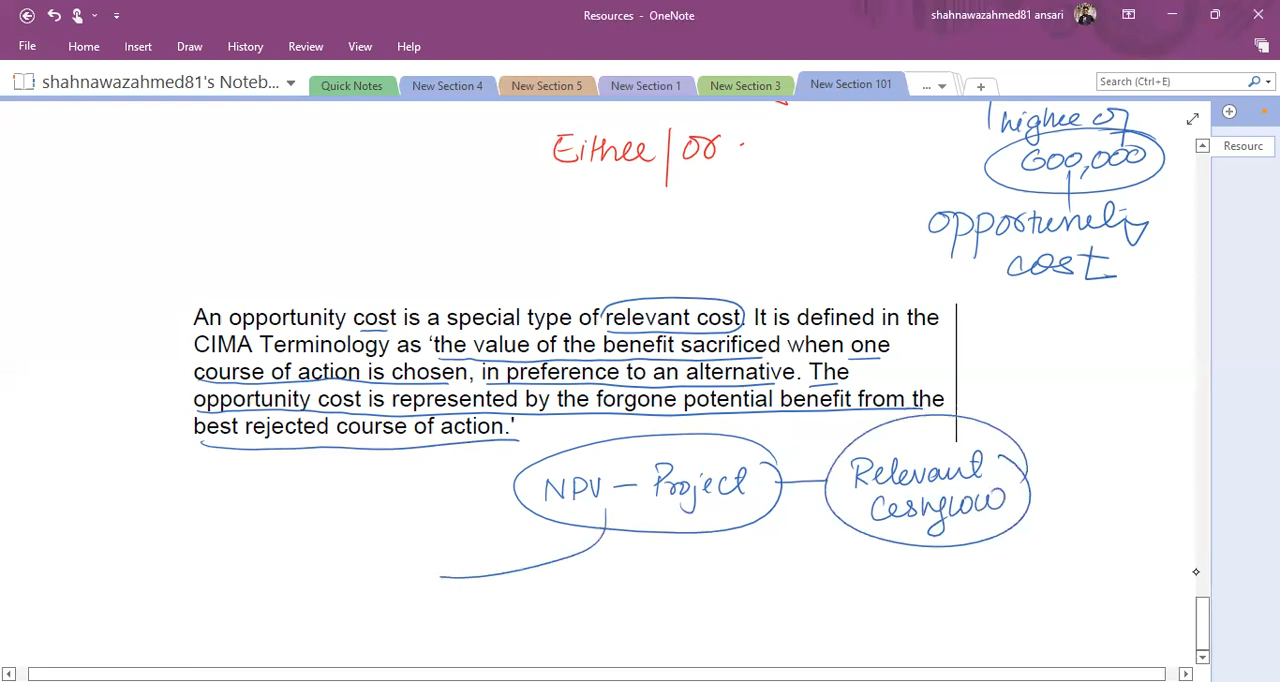 Resources - OneNote
shahnawazahmed81 ansari
File Home Insert Draw History Review View Help
shahnawazahmed81's Noteb...
Quick Notes
New Section 4
New Section 5
New Section 1
New Section 3
New Section 101
...
Search (Ctrl+E)
Resourc
higher of
600,000
opportunity
cost
Either | or
An opportunity cost is a special type of relevant cost. It is defined in the
CIMA Terminology as ‘the value of the benefit sacrificed when one
course of action is chosen, in preference to an alternative. The
opportunity cost is represented by the forgone potential benefit from the
best rejected course of action.'
NPV – Project
Relevant
Cashflow